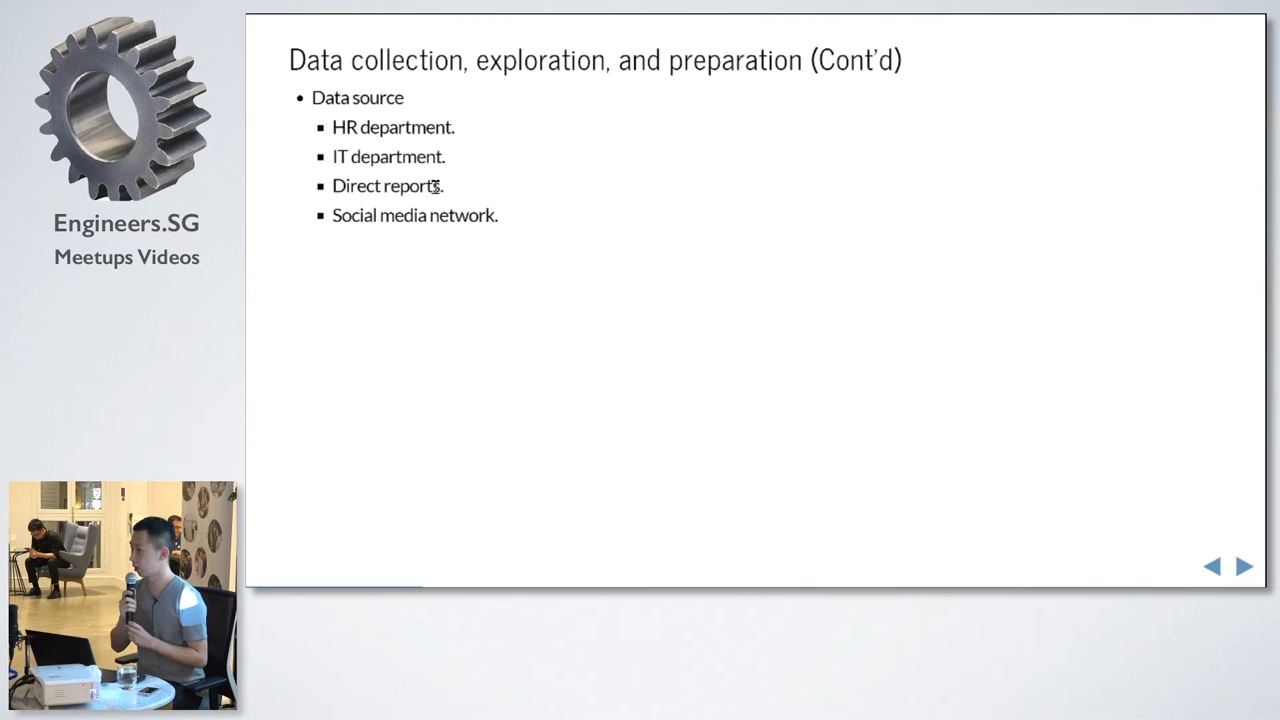 Engineers.SG
Meetups Videos
Data collection, exploration, and preparation (Cont'd)
Data source
HR department.
IT department.
Direct reports.
Social media network.